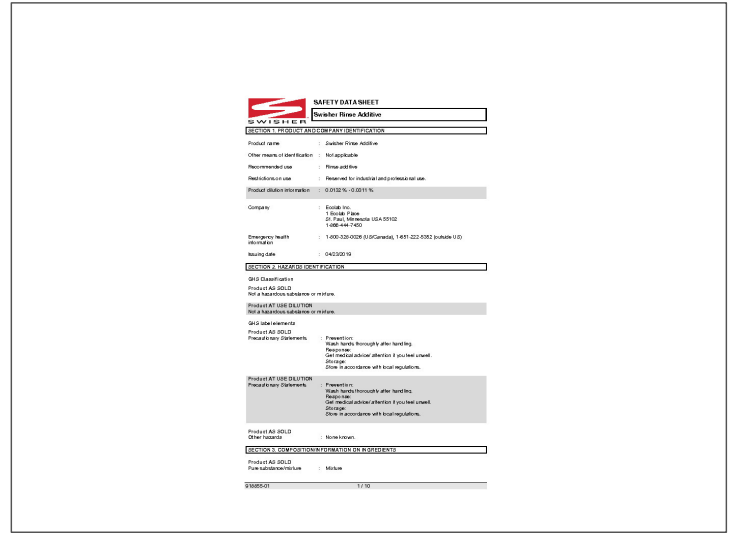 SAFETY DATA SHEET
Swisher Rinse Additive
SWISHER
SECTION 1. PRODUCT AND COMPANY IDENTIFICATION
Product name : Swisher Rinse Additive
Other means of identification : Not applicable
Recommended use : Rinse additive
Restrictions on use : Reserved for industrial and professional use.
Product dilution information : 0.0132 % - 0.0311 %
Company : Ecolab Inc.
1 Ecolab Place
St. Paul, Minnesota USA 55102
1-866-444-7450
Emergency health information : 1-800-328-0026 (US/Canada), 1-651-222-5352 (outside US)
Issuing date : 04/23/2019
SECTION 2. HAZARDS IDENTIFICATION
GHS Classification
Product AS SOLD
Not a hazardous substance or mixture.
Product AT USE DILUTION
Not a hazardous substance or mixture.
GHS label elements
Product AS SOLD
Precautionary Statements : Prevention:
Wash hands thoroughly after handling.
Response:
Get medical advice/ attention if you feel unwell.
Storage:
Store in accordance with local regulations.
Product AT USE DILUTION
Precautionary Statements : Prevention:
Wash hands thoroughly after handling.
Response:
Get medical advice/ attention if you feel unwell.
Storage:
Store in accordance with local regulations.
Product AS SOLD
Other hazards : None known.
SECTION 3. COMPOSITION/INFORMATION ON INGREDIENTS
Product AS SOLD
Pure substance/mixture : Mixture
1 / 10